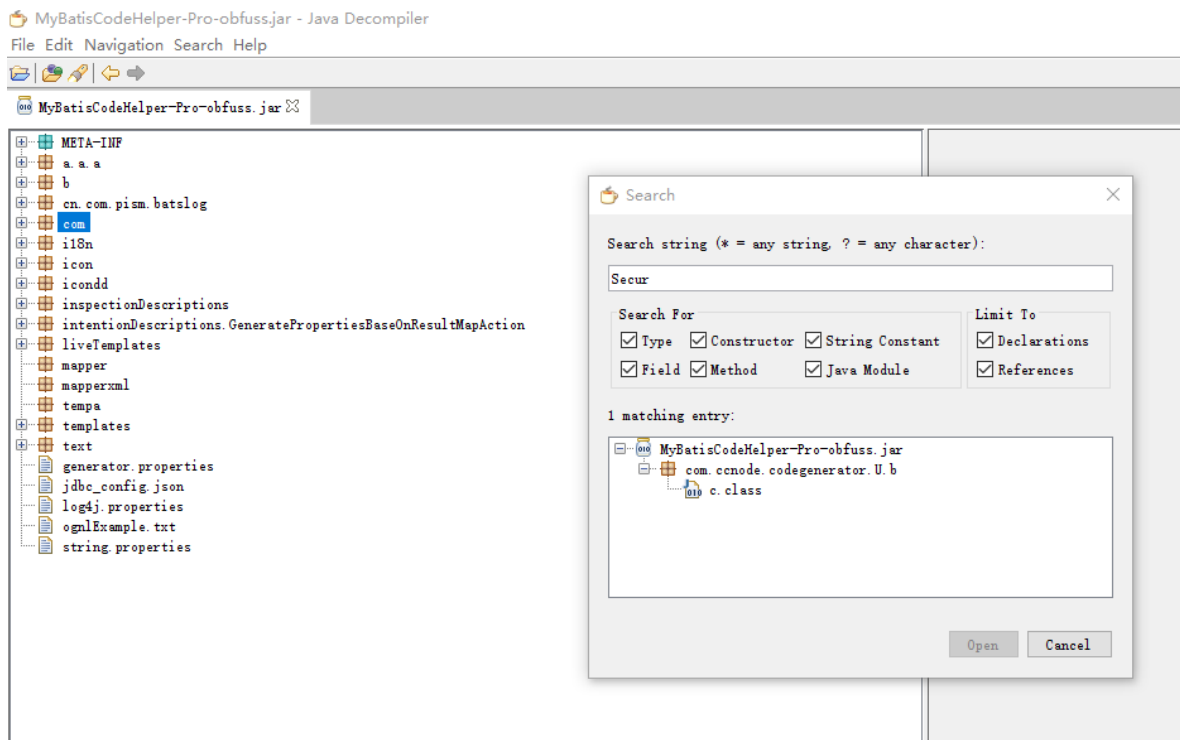 MyBatisCodeHelper-Pro-obfuss.jar - Java Decompiler
File Edit Navigation Search Help
MyBatisCodeHelper-Pro-obfuss.jar
META-INF
a.a.a
b
cn.com.pism.batslog
com
i18n
icon
icondd
inspectionDescriptions
intentionDescriptions.GeneratePropertiesBaseOnResultMapAction
liveTemplates
mapper
mapperxml
tempa
templates
text
generator.properties
jdbc_config.json
log4j.properties
ognlExample.txt
string.properties
Search
Search string (* = any string, ? = any character):
Secur
Search For
Type Constructor String Constant
Field Method Java Module
Limit To
Declarations
References
1 matching entry:
MyBatisCodeHelper-Pro-obfuss.jar
com.ccnode.codegenerator.U.b
c.class
Open Cancel